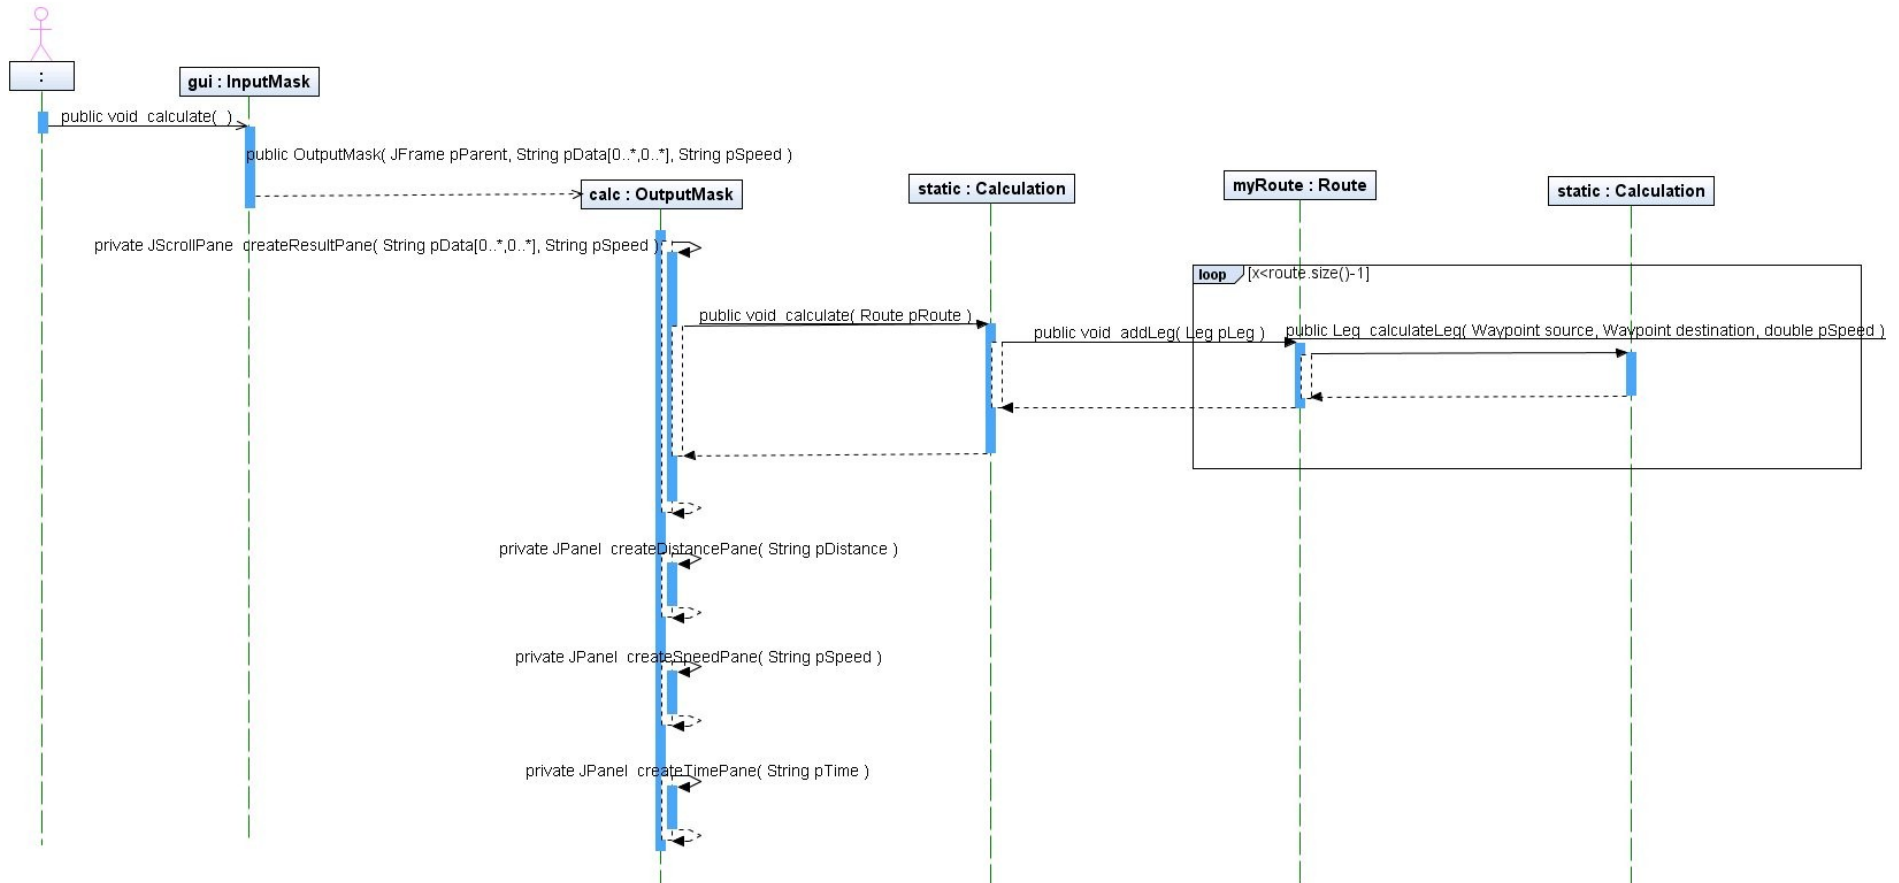 :
gui : InputMask
public void calculate( )
public OutputMask( JFrame pParent, String pData[0..*,0..*], String pSpeed )
calc : OutputMask
static : Calculation
myRoute : Route
static : Calculation
private JScrollPane createResultPane( String pData[0..*,0..*], String pSpeed )
loop [x<route.size()-1]
public void calculate( Route pRoute )
public void addLeg( Leg pLeg )
public Leg calculateLeg( Waypoint source, Waypoint destination, double pSpeed )
private JPanel createDistancePane( String pDistance )
private JPanel createSpeedPane( String pSpeed )
private JPanel createTimePane( String pTime )